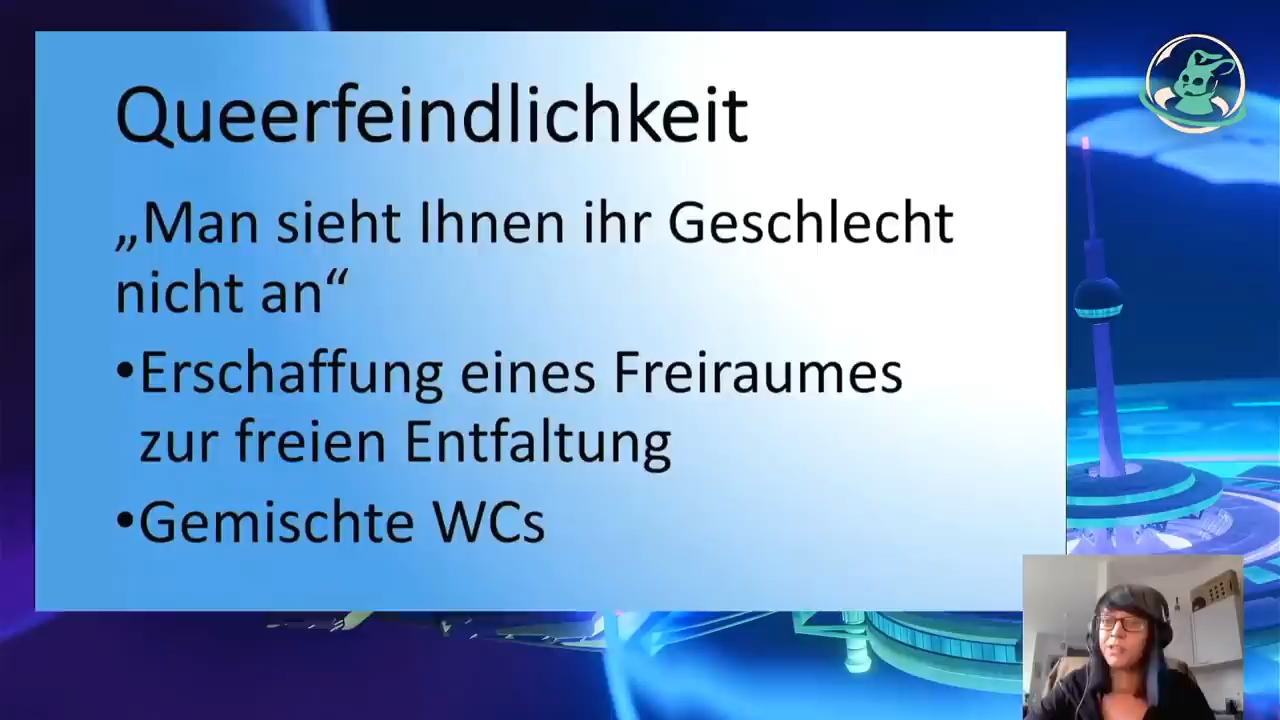 Queerfeindlichkeit
„Man sieht Ihnen ihr Geschlecht
nicht an“
•Erschaffung eines Freiraumes
zur freien Entfaltung
•Gemischte WCs